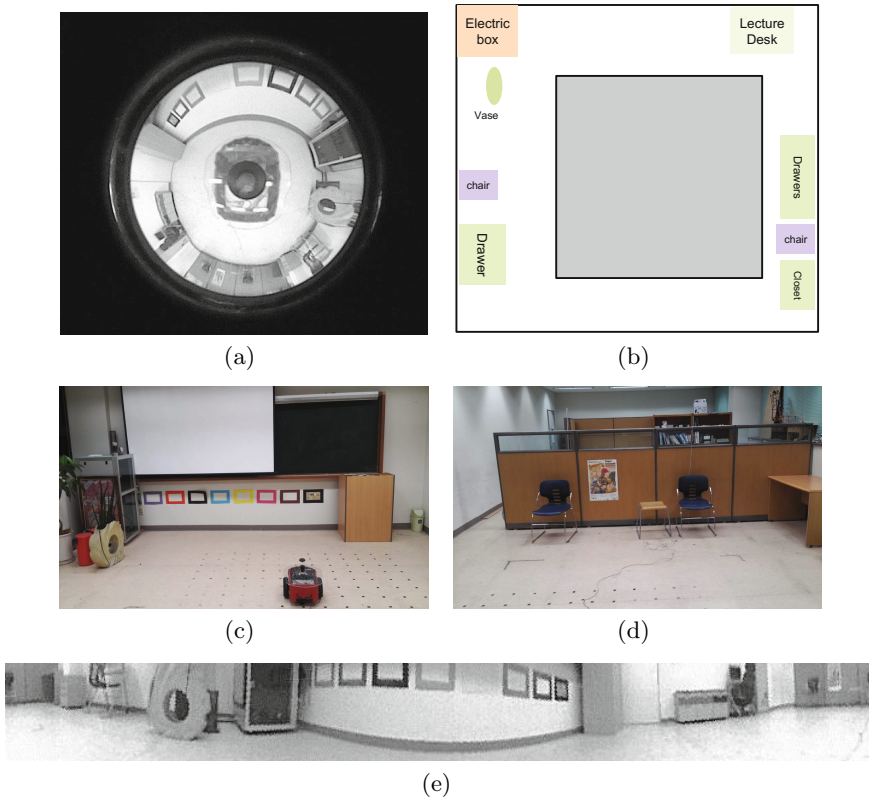 Electric
box
Lecture
Desk
Vase
chair
Drawers
Drawer
chair
Closet
(a)
(b)
(c)
(d)
(e)